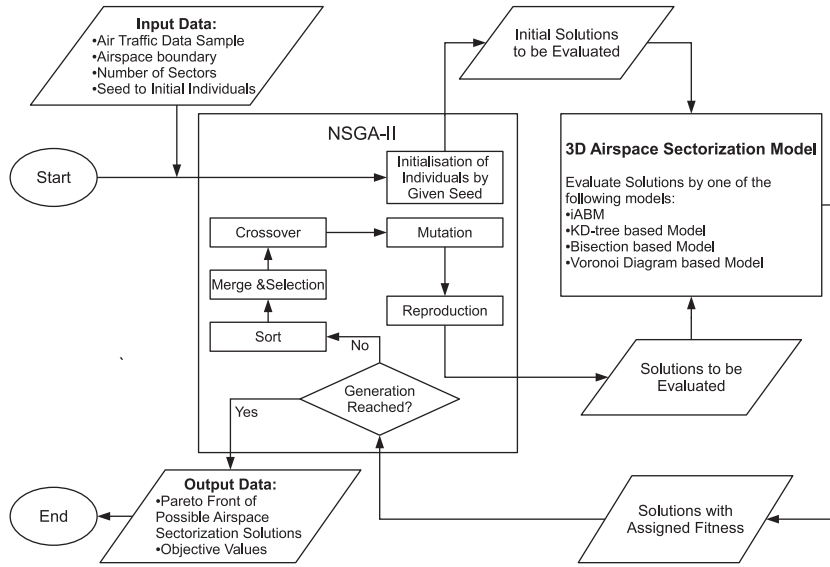 Input Data:
•Air Traffic Data Sample
•Airspace boundary
•Number of Sectors
•Seed to Initial Individuals
Initial Solutions
to be Evaluated
NSGA-II
Start
Initialisation of
Individuals by
Given Seed
3D Airspace Sectorization Model
Evaluate Solutions by one of the
following models:
•iABM
•KD-tree based Model
•Bisection based Model
•Voronoi Diagram based Model
Crossover
Mutation
Merge &Selection
Reproduction
Sort
No
Solutions to be
Evaluated
Generation
Reached?
Yes
Output Data:
•Pareto Front of
Possible Airspace
Sectorization Solutions
•Objective Values
End
Solutions with
Assigned Fitness